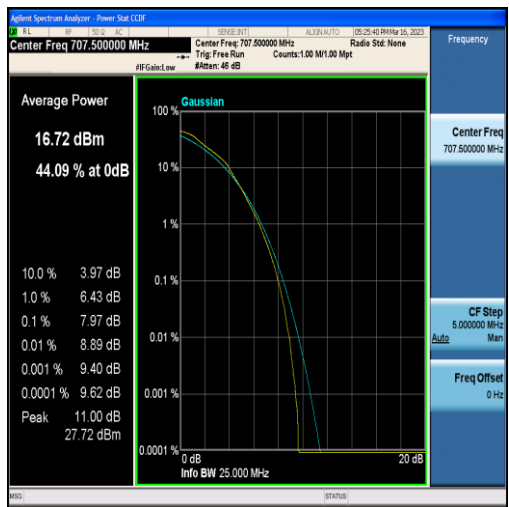 Agilent Spectrum Analyzer - Power Stat CCDF
RL RF 50 Ω AC SENSE:INT ALIGN AUTO 05:25:40 PM Mar 16, 2023
Center Freq 707.500000 MHz
Center Freq: 707.500000 MHz Radio Std: None
Trig: Free Run Counts:1.00 M/1.00 Mpt
#IFGain:Low #Atten: 46 dB
Frequency
Average Power
16.72 dBm
44.09 % at 0dB
10.0 % 3.97 dB
1.0 % 6.43 dB
0.1 % 7.97 dB
0.01 % 8.89 dB
0.001 % 9.40 dB
0.0001 % 9.62 dB
Peak 11.00 dB
27.72 dBm
Gaussian
100 %
10 %
1 %
0.1 %
0.01 %
0.001 %
0.0001 %
0 dB 20 dB
Info BW 25.000 MHz
Center Freq
707.500000 MHz
CF Step
5.000000 MHz
Auto Man
Freq Offset
0 Hz
MSG STATUS